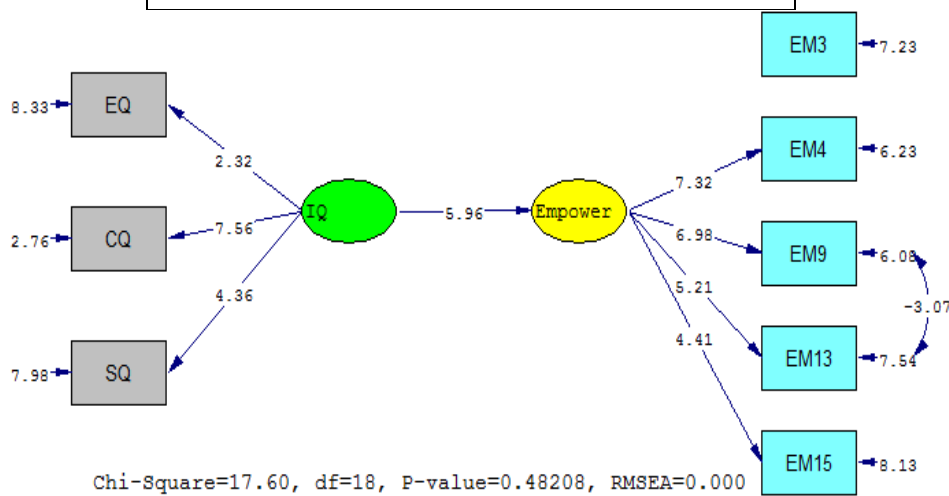 EM3
7.23
8.33
EQ
2.32
EM4
6.23
7.32
IQ
5.96
Empower
2.76
CQ
7.56
6.98
EM9
6.08
4.36
5.21
-3.07
4.41
EM13
7.54
7.98
SQ
EM15
8.13
Chi-Square=17.60, df=18, P-value=0.48208, RMSEA=0.000